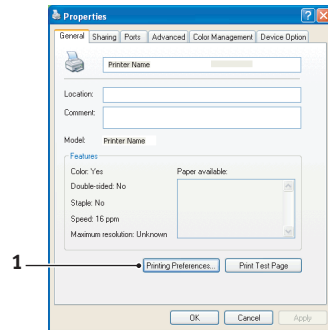 Properties
General Sharing Ports Advanced Color Management Device Option
Printer Name
Location:
Comment:
Model: Printer Name
Features
Color: Yes Paper available:
Double-sided: No
Staple: No
Speed: 16 ppm
Maximum resolution: Unknown
1 Printing Preferences... Print Test Page
OK Cancel Apply